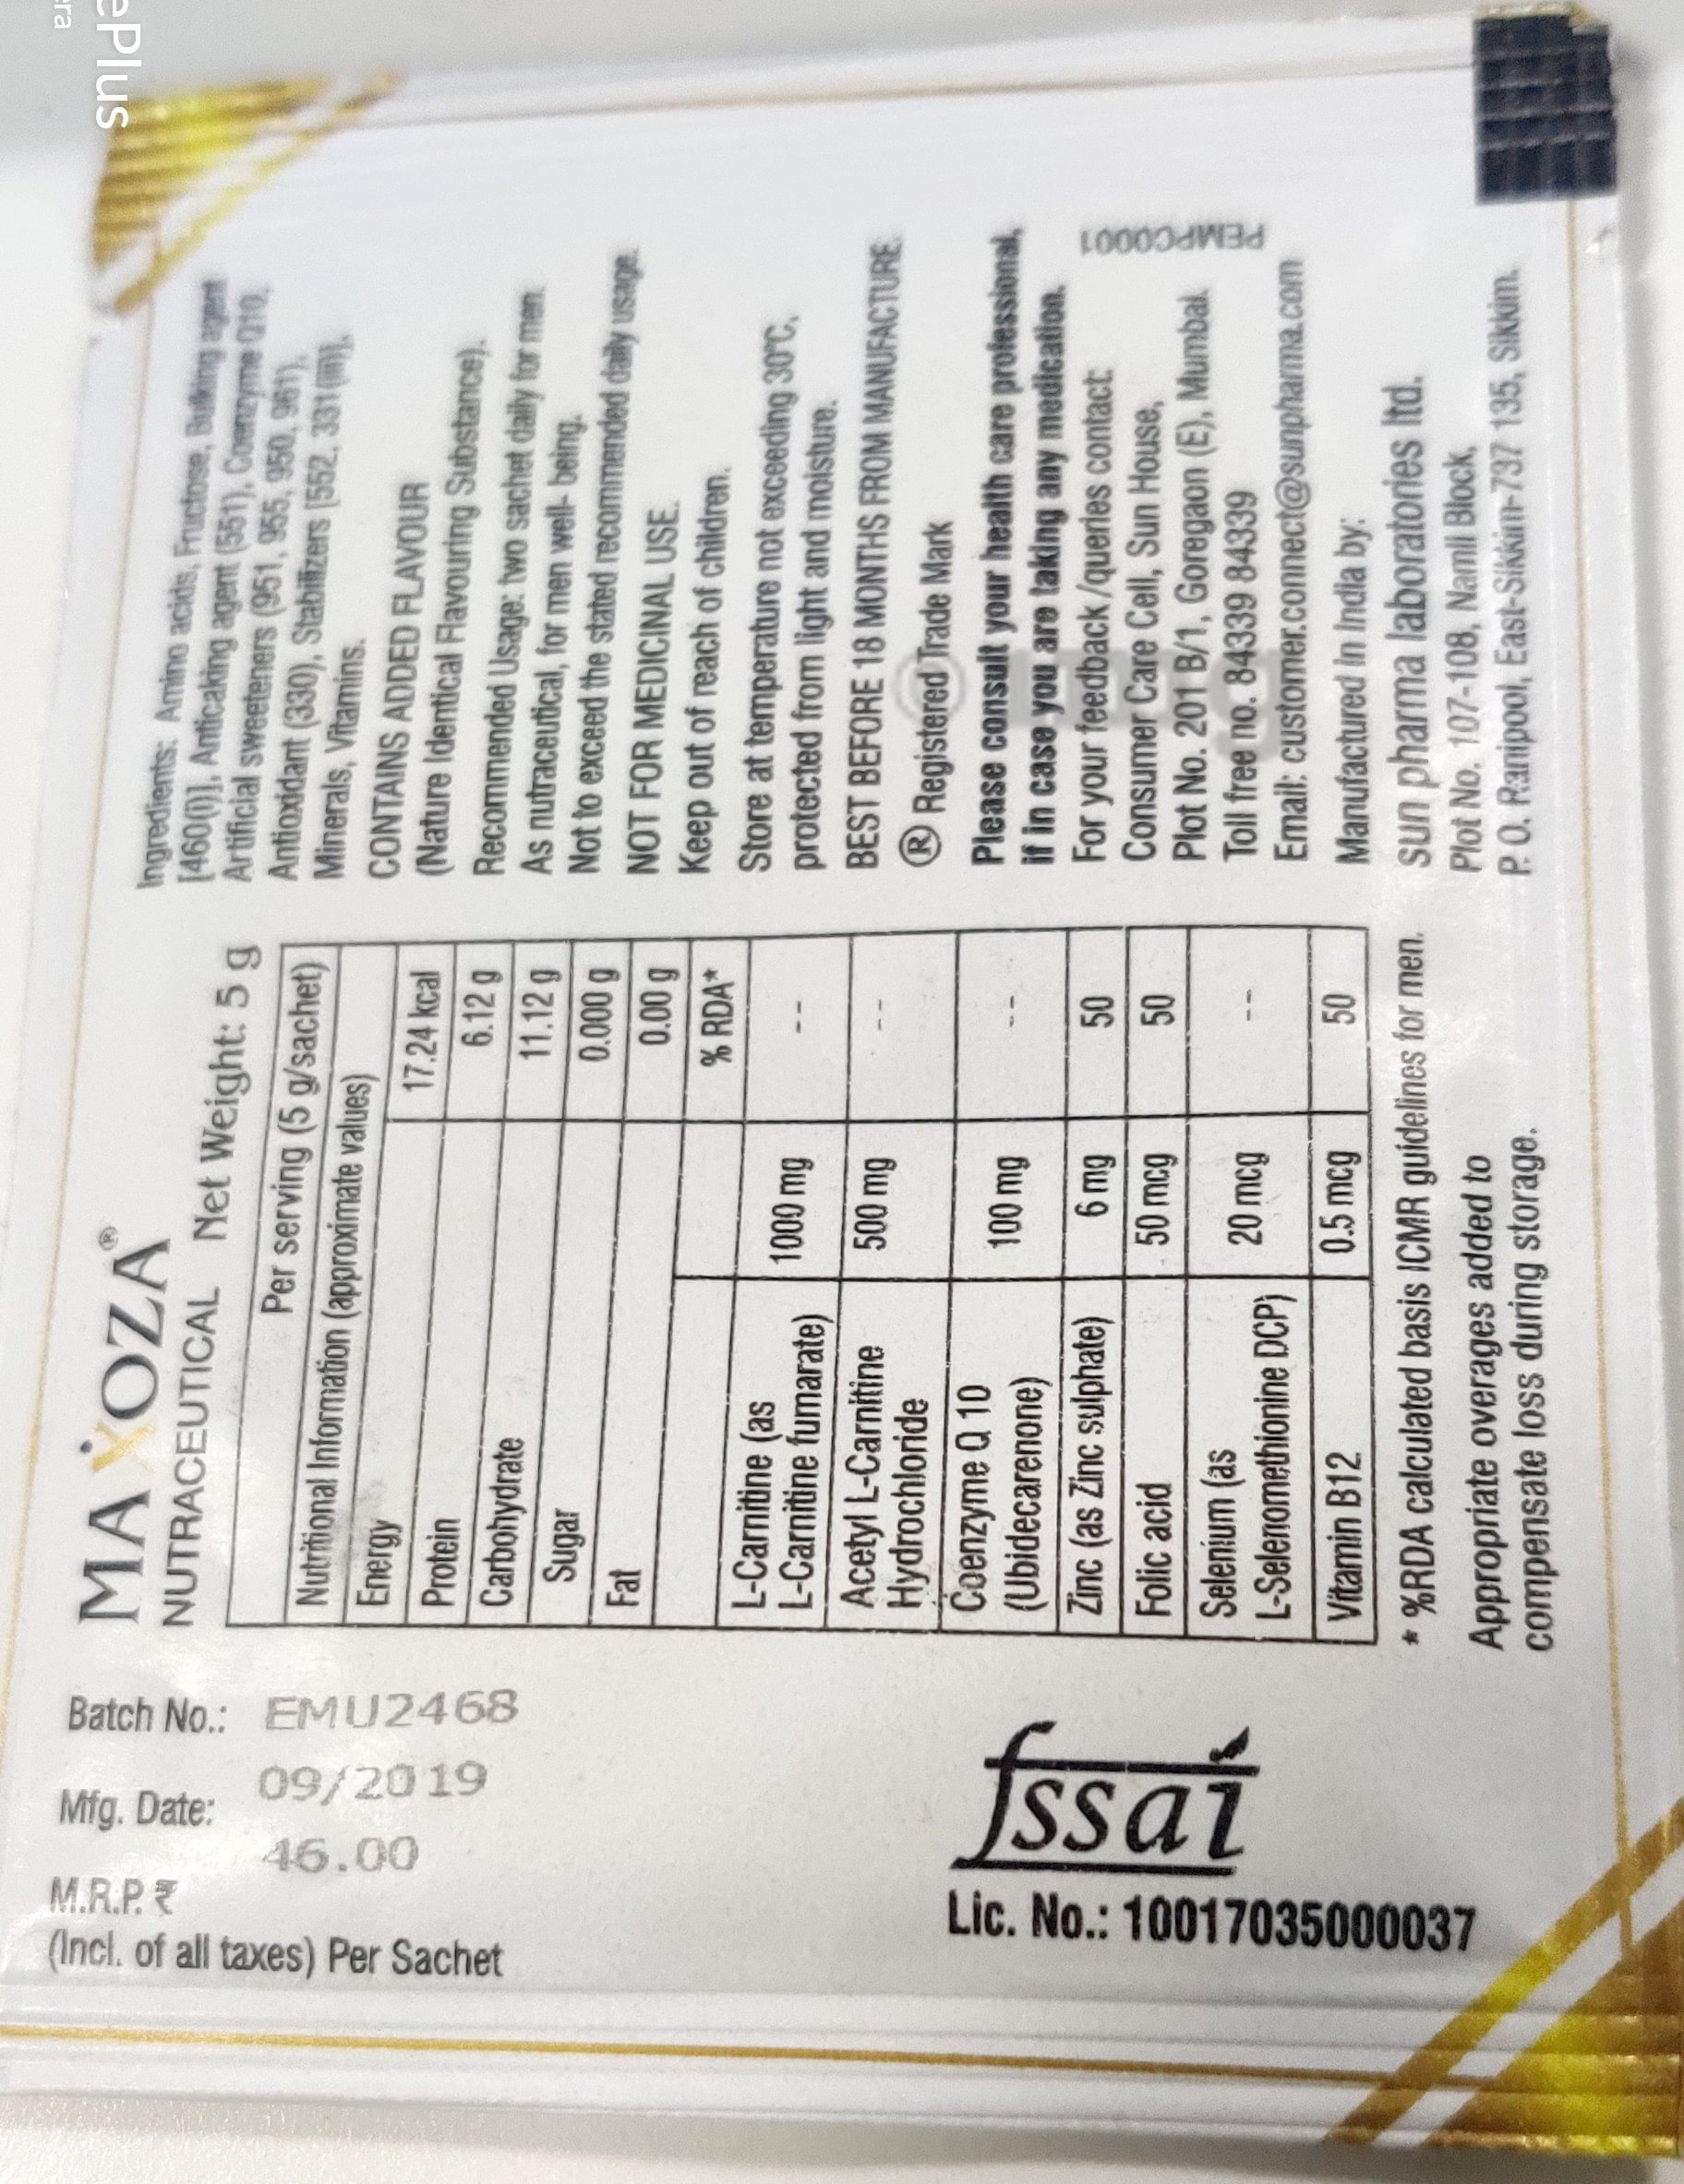 Batch No.: EMU2468
Mfg. Date: 09/2019
M.R.P. ₹ 46.00
(Incl. of all taxes) Per Sachet
fssai
Lic. No.: 10017035000037
MAXOZA®
NUTRACEUTICAL Net Weight: 5 g
Per serving (5 g/sachet)
Nutritional Information (approximate values)
Energy 17.24 kcal
Protein 6.12 g
Carbohydrate 11.12 g
Sugar 0.000 g
Fat 0.00 g
% RDA*
L-Carnitine (as
L-Carnitine fumarate) 1000 mg --
Acetyl L-Carnitine
Hydrochloride 500 mg --
Coenzyme Q 10
(Ubidecarenone) 100 mg --
Zinc (as Zinc sulphate) 6 mg 50
Folic acid 50 mcg 50
Selenium (as
L-Selenomethionine DCP) 20 mcg --
Vitamin B12 0.5 mcg 50
* %RDA calculated basis ICMR guidelines for men.
Appropriate overages added to
compensate loss during storage.
Ingredients: Amino acids, Fructose, Bulking agent
[460(i)], Anticaking agent (551), Coenzyme Q10,
Artificial sweeteners (951, 955, 950, 961),
Antioxidant (330), Stabilizers [552, 331(iii)],
Minerals, Vitamins.
CONTAINS ADDED FLAVOUR
(Nature Identical Flavouring Substance).
Recommended Usage: two sachet daily for men
As nutraceutical, for men well- being.
Not to exceed the stated recommended daily usage.
NOT FOR MEDICINAL USE.
Keep out of reach of children.
Store at temperature not exceeding 30°C,
protected from light and moisture.
BEST BEFORE 18 MONTHS FROM MANUFACTURE.
® Registered Trade Mark
Please consult your health care professional,
if in case you are taking any medication.
For your feedback /queries contact:
Consumer Care Cell, Sun House,
Plot No. 201 B/1, Goregaon (E), Mumbai.
Toll free no. 84339 84339
Email: customer.connect@sunpharma.com
PEMPC0001
Manufactured in India by:
sun pharma laboratories ltd.
Plot No. 107-108, Namli Block,
P. O. Ranipool, East-Sikkim-737 135, Sikkim.
ePlus